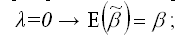 λ=0 → E(β̃) = β ;